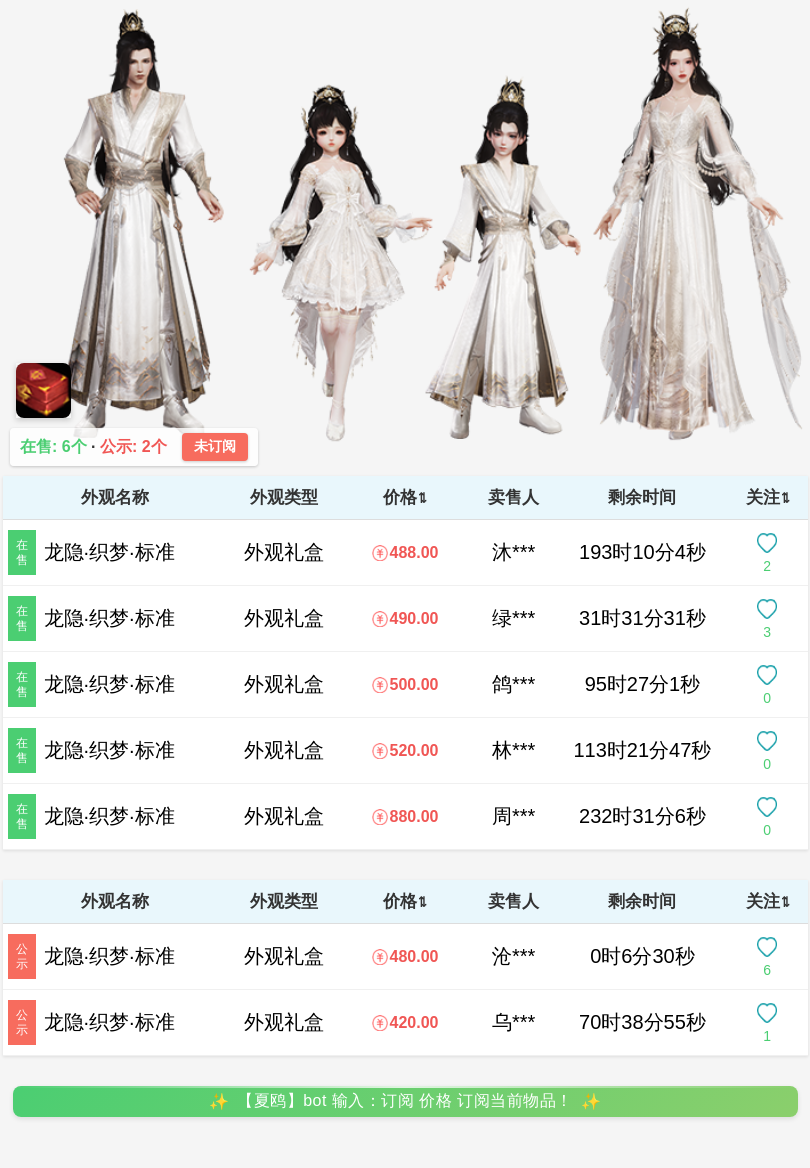 在售: 6个 · 公示: 2个 未订阅
外观名称 外观类型 价格⇅ 卖售人 剩余时间 关注⇅
在售 龙隐·织梦·标准 外观礼盒 ¥488.00 沐*** 193时10分4秒 2
在售 龙隐·织梦·标准 外观礼盒 ¥490.00 绿*** 31时31分31秒 3
在售 龙隐·织梦·标准 外观礼盒 ¥500.00 鸽*** 95时27分1秒 0
在售 龙隐·织梦·标准 外观礼盒 ¥520.00 林*** 113时21分47秒 0
在售 龙隐·织梦·标准 外观礼盒 ¥880.00 周*** 232时31分6秒 0
外观名称 外观类型 价格⇅ 卖售人 剩余时间 关注⇅
公示 龙隐·织梦·标准 外观礼盒 ¥480.00 沧*** 0时6分30秒 6
公示 龙隐·织梦·标准 外观礼盒 ¥420.00 乌*** 70时38分55秒 1
✨ 【夏鸥】bot 输入：订阅 价格 订阅当前物品！ ✨